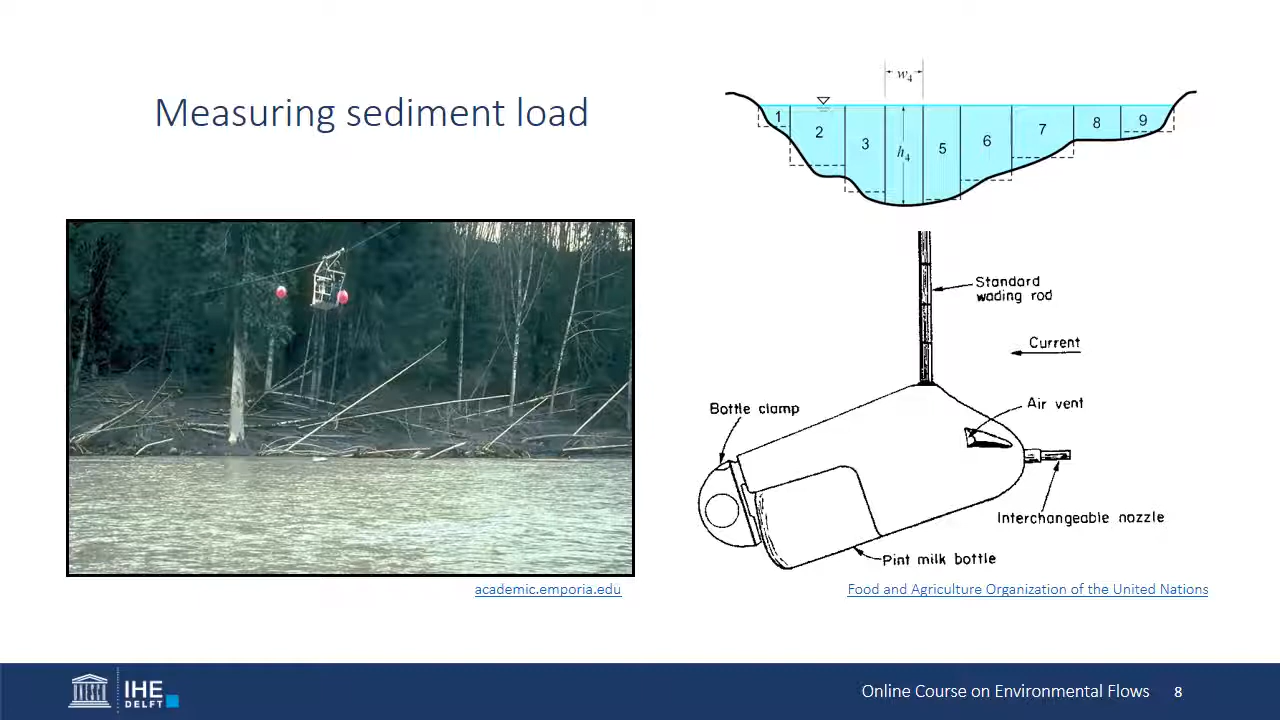 Measuring sediment load
w₄
1
2
3
h₄
5
6
7
8
9
Standard
wading rod
Current
Bottle clamp
Air vent
Interchangeable nozzle
Pint milk bottle
academic.emporia.edu
Food and Agriculture Organization of the United Nations
UNESCO
IHE
DELFT
Online Course on Environmental Flows 8